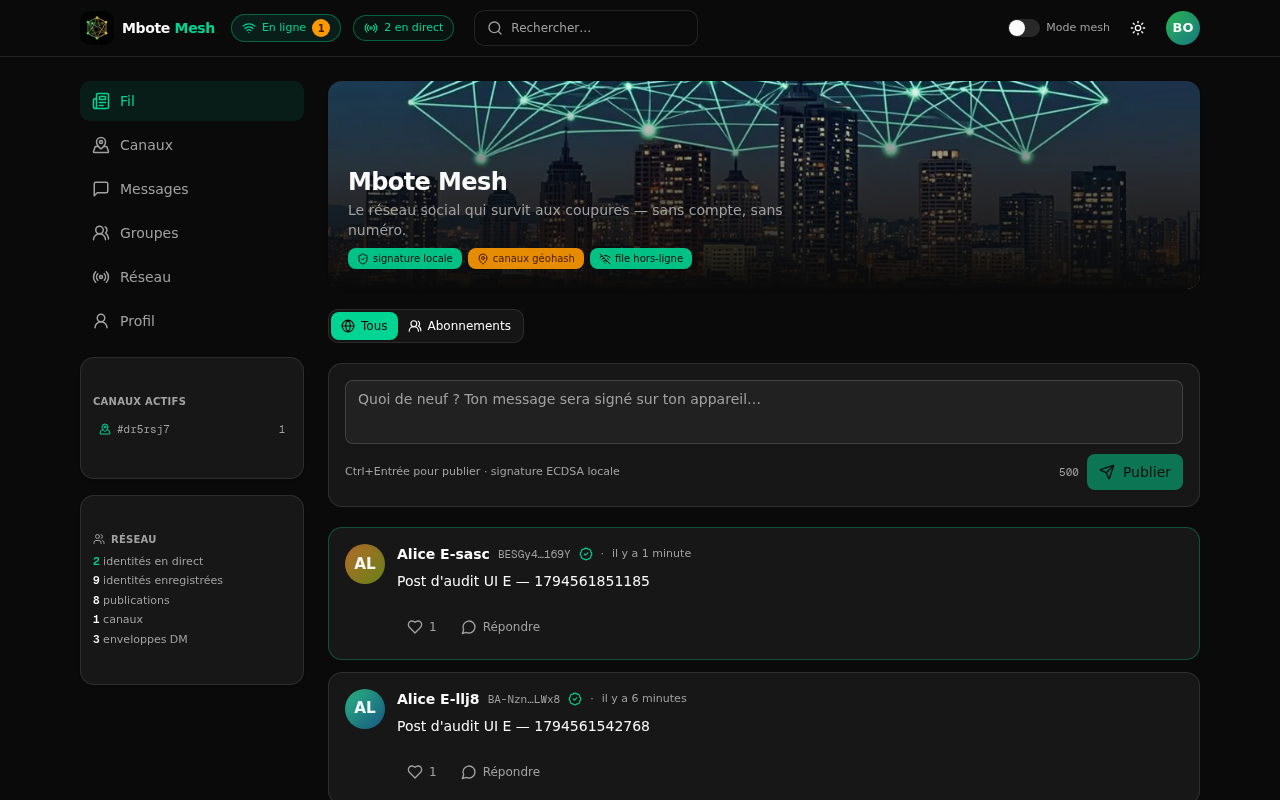 Mbote Mesh
En ligne 1
2 en direct
Rechercher…
Mode mesh
BO
Fil
Canaux
Messages
Groupes
Réseau
Profil
CANAUX ACTIFS
#dr5rsj7 1
RÉSEAU
2 identités en direct
9 identités enregistrées
8 publications
1 canaux
3 enveloppes DM
Mbote Mesh
Le réseau social qui survit aux coupures — sans compte, sans
numéro.
signature locale
canaux géohash
file hors-ligne
Tous
Abonnements
Quoi de neuf ? Ton message sera signé sur ton appareil…
Ctrl+Entrée pour publier · signature ECDSA locale
500
Publier
AL
Alice E-sasc BESGy4…169Y · il y a 1 minute
Post d'audit UI E — 1794561851185
1 Répondre
AL
Alice E-llj8 BA-Nzn…LWx8 · il y a 6 minutes
Post d'audit UI E — 1794561542768
1 Répondre